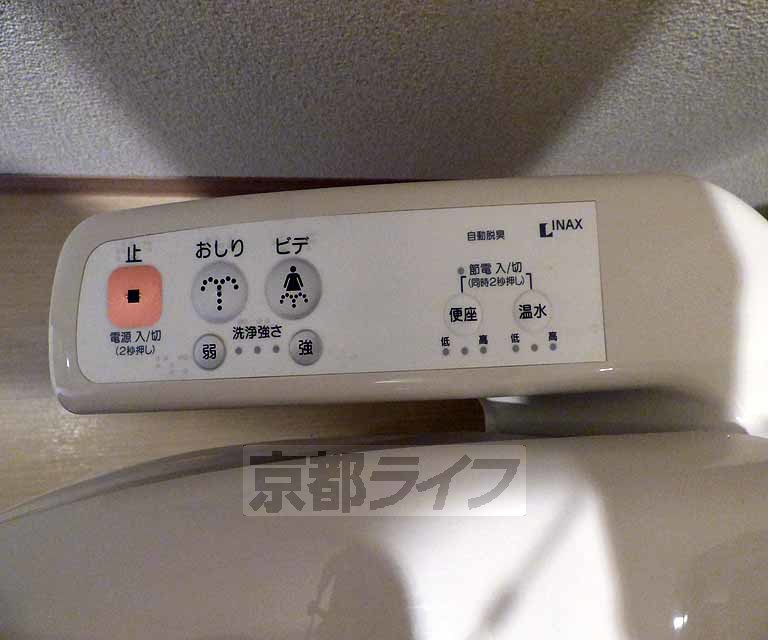 止
おしり
ビデ
自動脱臭
INAX
電源 入/切
(2秒押し)
弱
洗浄強さ
強
節電 入/切
(同時2秒押し)
便座
温水
低 高
低 高
京都ライフ